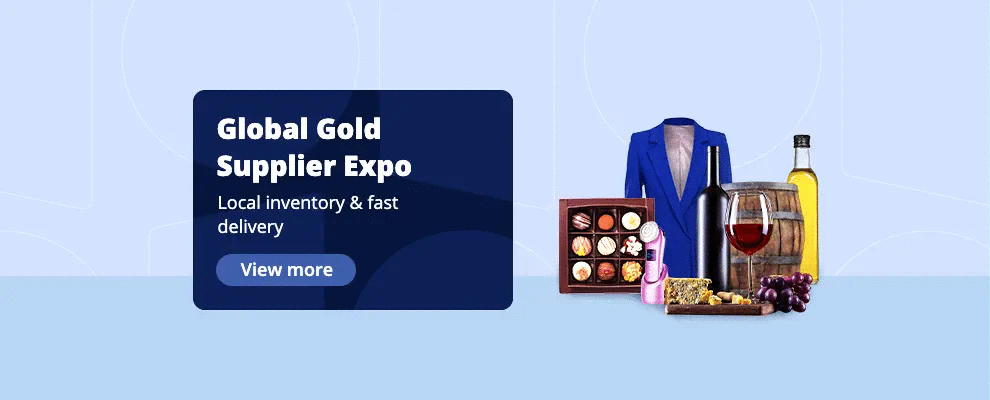 Global Gold
Supplier Expo
Local inventory & fast
delivery
View more